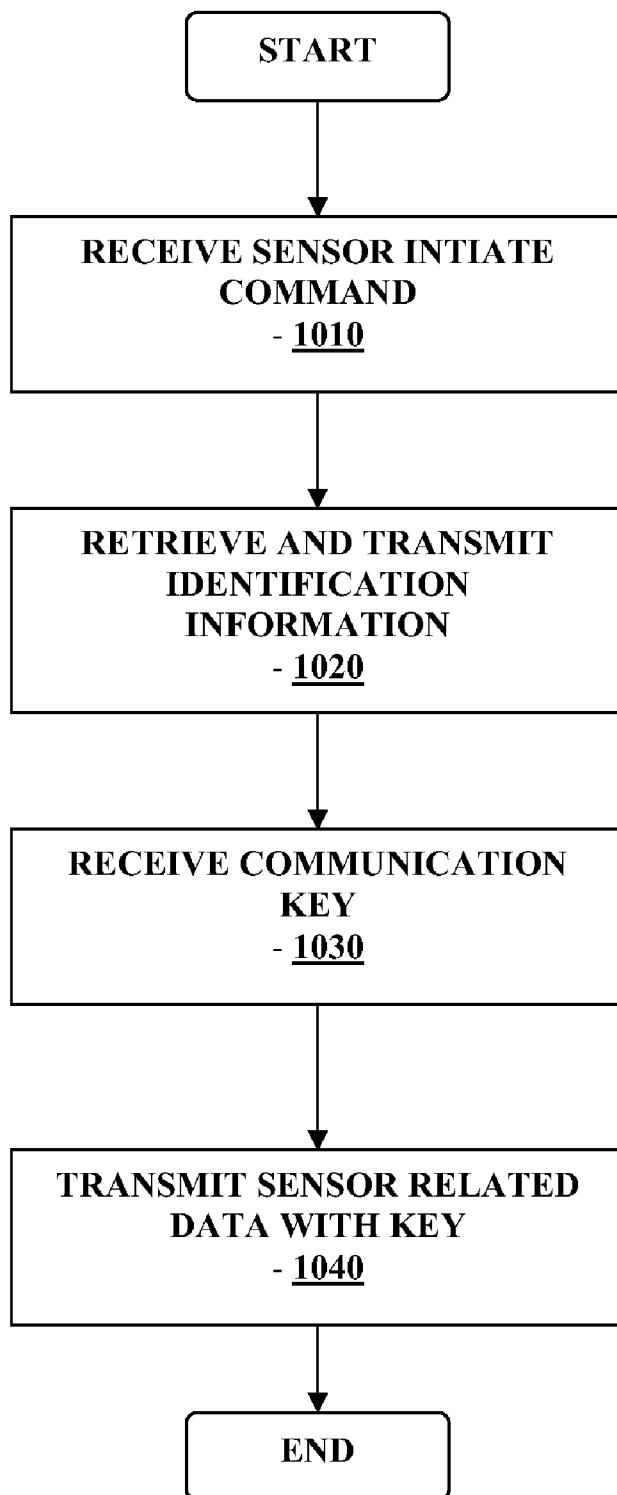 START
RECEIVE SENSOR INTIATE
COMMAND
- 1010
RETRIEVE AND TRANSMIT
IDENTIFICATION
INFORMATION
- 1020
RECEIVE COMMUNICATION
KEY
- 1030
TRANSMIT SENSOR RELATED
DATA WITH KEY
- 1040
END